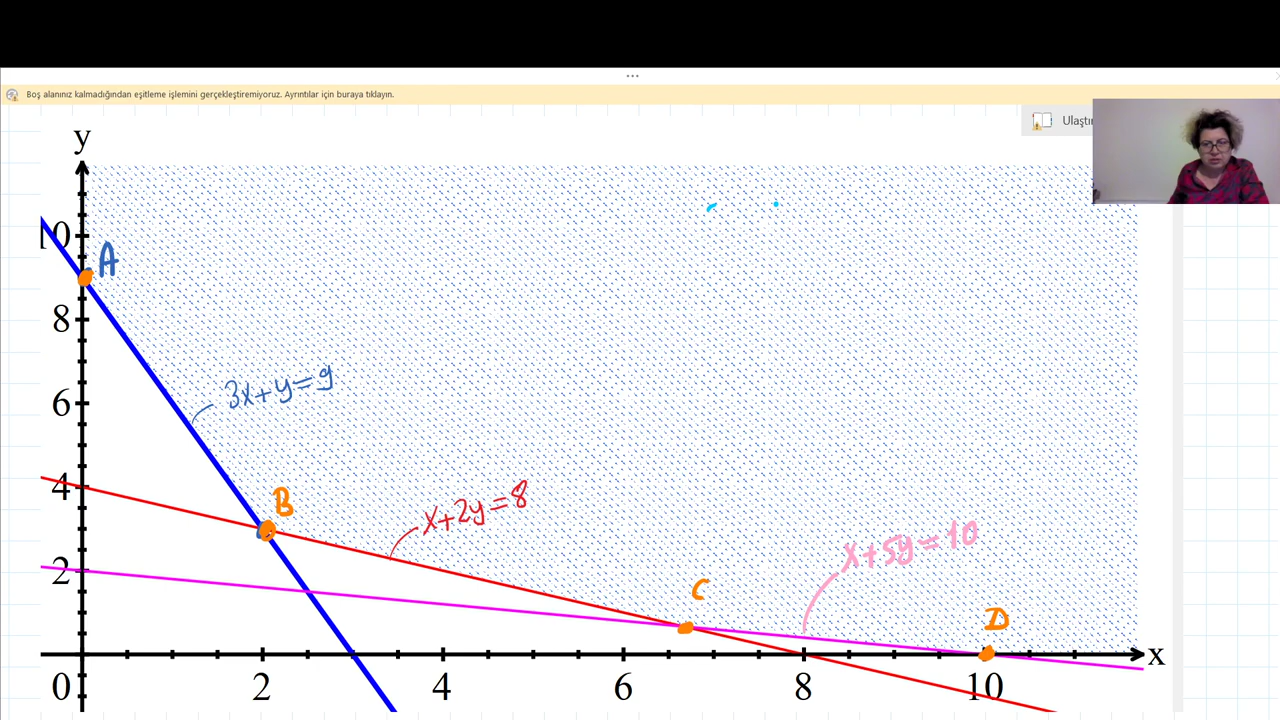 ...
Boş alanınız kalmadığından eşitleme işlemini gerçekleştiremiyoruz. Ayrıntılar için buraya tıklayın.
y
10
A
8
3x+y=9
6
4
B
x+2y=8
x+5y=10
2
C
D
x
0 2 4 6 8 10